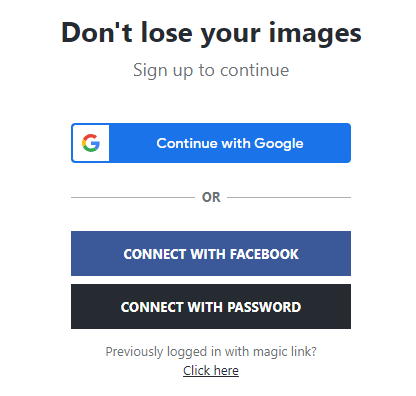 Don't lose your images
Sign up to continue
Continue with Google
OR
CONNECT WITH FACEBOOK
CONNECT WITH PASSWORD
Previously logged in with magic link?
Click here